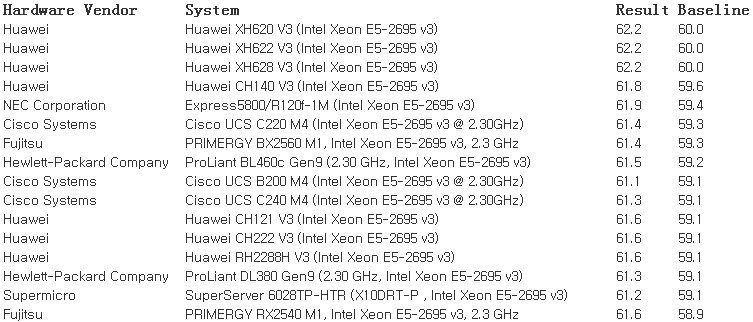 Hardware Vendor System Result Baseline
Huawei Huawei XH620 V3 (Intel Xeon E5-2695 v3) 62.2 60.0
Huawei Huawei XH622 V3 (Intel Xeon E5-2695 v3) 62.2 60.0
Huawei Huawei XH628 V3 (Intel Xeon E5-2695 v3) 62.2 60.0
Huawei Huawei CH140 V3 (Intel Xeon E5-2695 v3) 61.8 59.6
NEC Corporation Express5800/R120f-1M (Intel Xeon E5-2695 v3) 61.9 59.4
Cisco Systems Cisco UCS C220 M4 (Intel Xeon E5-2695 v3 @ 2.30GHz) 61.4 59.3
Fujitsu PRIMERGY BX2560 M1, Intel Xeon E5-2695 v3, 2.3 GHz 61.4 59.3
Hewlett-Packard Company ProLiant BL460c Gen9 (2.30 GHz, Intel Xeon E5-2695 v3) 61.5 59.2
Cisco Systems Cisco UCS B200 M4 (Intel Xeon E5-2695 v3 @ 2.30GHz) 61.1 59.1
Cisco Systems Cisco UCS C240 M4 (Intel Xeon E5-2695 v3 @ 2.30GHz) 61.3 59.1
Huawei Huawei CH121 V3 (Intel Xeon E5-2695 v3) 61.6 59.1
Huawei Huawei CH222 V3 (Intel Xeon E5-2695 v3) 61.6 59.1
Huawei Huawei RH2288H V3 (Intel Xeon E5-2695 v3) 61.6 59.1
Hewlett-Packard Company ProLiant DL380 Gen9 (2.30 GHz, Intel Xeon E5-2695 v3) 61.3 59.1
Supermicro SuperServer 6028TP-HTR (X10DRT-P , Intel Xeon E5-2695 v3) 61.2 59.1
Fujitsu PRIMERGY RX2540 M1, Intel Xeon E5-2695 v3, 2.3 GHz 61.6 58.9